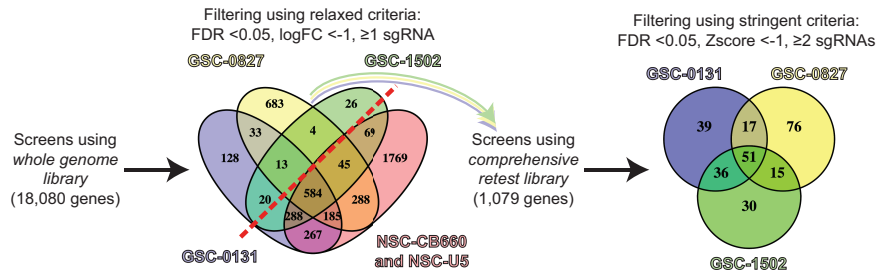 Filtering using relaxed criteria:
FDR <0.05, logFC <-1, ≥1 sgRNA
GSC-0827
GSC-1502
683
26
128
33
4
69
1769
13
45
20
584
288
288
185
267
GSC-0131
NSC-CB660
and NSC-U5
Screens using
whole genome
library
(18,080 genes)
Screens using
comprehensive
retest library
(1,079 genes)
Filtering using stringent criteria:
FDR <0.05, Zscore <-1, ≥2 sgRNAs
GSC-0131
GSC-0827
39
17
76
51
36
15
30
GSC-1502